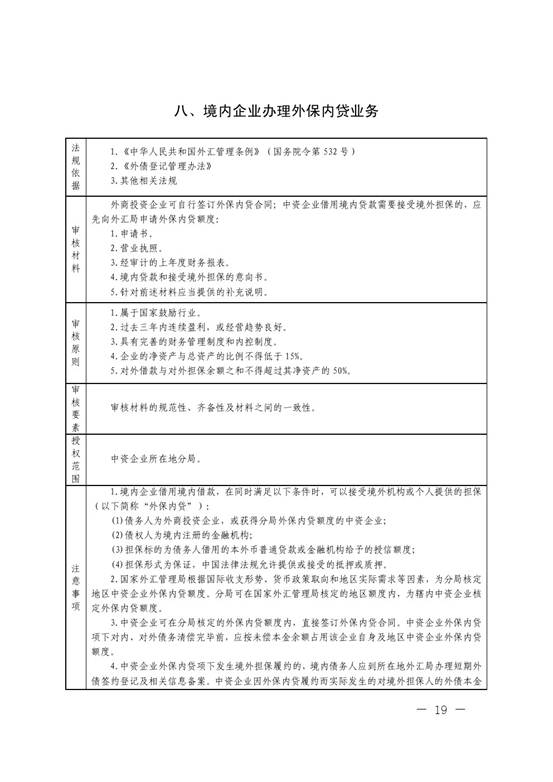 八、境内企业办理外保内贷业务
法规依据
1.《中华人民共和国外汇管理条例》（国务院令第 532 号）
2.《外债登记管理办法》
3.其他相关法规
审核材料
外商投资企业可自行签订外保内贷合同；中资企业借用境内贷款需要接受境外担保的，应
先向外汇局申请外保内贷额度：
1.申请书。
2.营业执照。
3.经审计的上年度财务报表。
4.境内贷款和接受境外担保的意向书。
5.针对前述材料应当提供的补充说明。
审核原则
1.属于国家鼓励行业。
2.过去三年内连续盈利，或经营趋势良好。
3.具有完善的财务管理制度和内控制度。
4.企业的净资产与总资产的比例不得低于 15%。
5.对外借款与对外担保余额之和不得超过其净资产的 50%。
审核要素
审核材料的规范性、齐备性及材料之间的一致性。
授权范围
中资企业所在地分局。
注意事项
1.境内企业借用境内借款，在同时满足以下条件时，可以接受境外机构或个人提供的担保
（以下简称“外保内贷”）：
(1)债务人为外商投资企业，或获得分局外保内贷额度的中资企业；
(2)债权人为境内注册的金融机构；
(3)担保标的为债务人借用的本外币普通贷款或金融机构给予的授信额度；
(4)担保形式为保证，中国法律法规允许提供或接受的抵押或质押。
2.国家外汇管理局根据国际收支形势、货币政策取向和地区实际需求等因素，为分局核定
地区中资企业外保内贷额度。分局可在国家外汇管理局核定的地区额度内，为辖内中资企业核
定外保内贷额度。
3.中资企业可在分局核定的外保内贷额度内，直接签订外保内贷合同。中资企业外保内贷
项下对内、对外债务清偿完毕前，应按未偿本金余额占用该企业自身及地区中资企业外保内贷
额度。
4.中资企业外保内贷项下发生境外担保履约的，境内债务人应到所在地外汇局办理短期外
债签约登记及相关信息备案。中资企业因外保内贷履约而实际发生的对境外担保人的外债本金
— 19 —